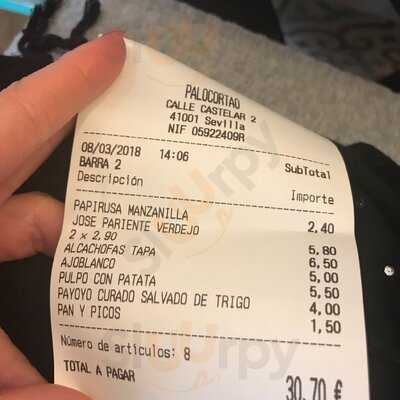 PALOCORTAO
CALLE CASTELAR 2
41001 Sevilla
NIF 05922409R
08/03/2018 14:06 SubTotal
BARRA 2
Descripción Importe
PAPIRUSA MANZANILLA 2,40
JOSE PARIENTE VERDEJO
2 x 2,90 5,80
ALCACHOFAS TAPA 6,50
AJOBLANCO 5,00
PULPO CON PATATA 5,50
PAYOYO CURADO SALVADO DE TRIGO 4,00
PAN Y PICOS 1,50
Número de artículos: 8
TOTAL A PAGAR 30,70 €